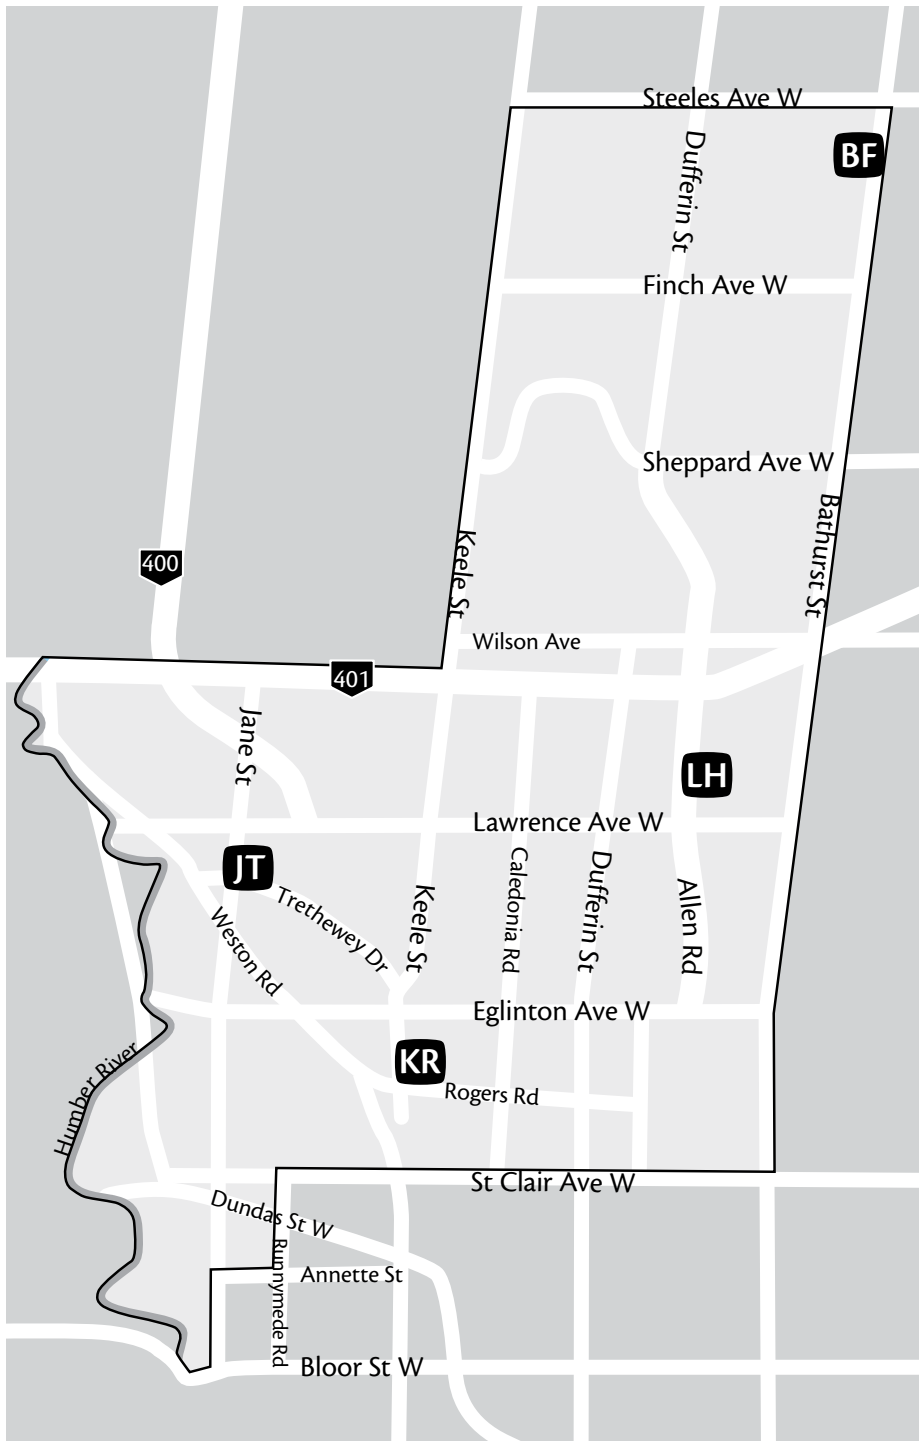 Steeles Ave W
BF
Dufferin St
Finch Ave W
Sheppard Ave W
Bathurst St
400
Keele St
Wilson Ave
401
Jane St
LH
Lawrence Ave W
JT
Caledonia Rd
Dufferin St
Trethewey Dr
Keele St
Allen Rd
Weston Rd
Eglinton Ave W
KR
Humber River
Rogers Rd
St Clair Ave W
Dundas St W
Runnymede Rd
Annette St
Bloor St W